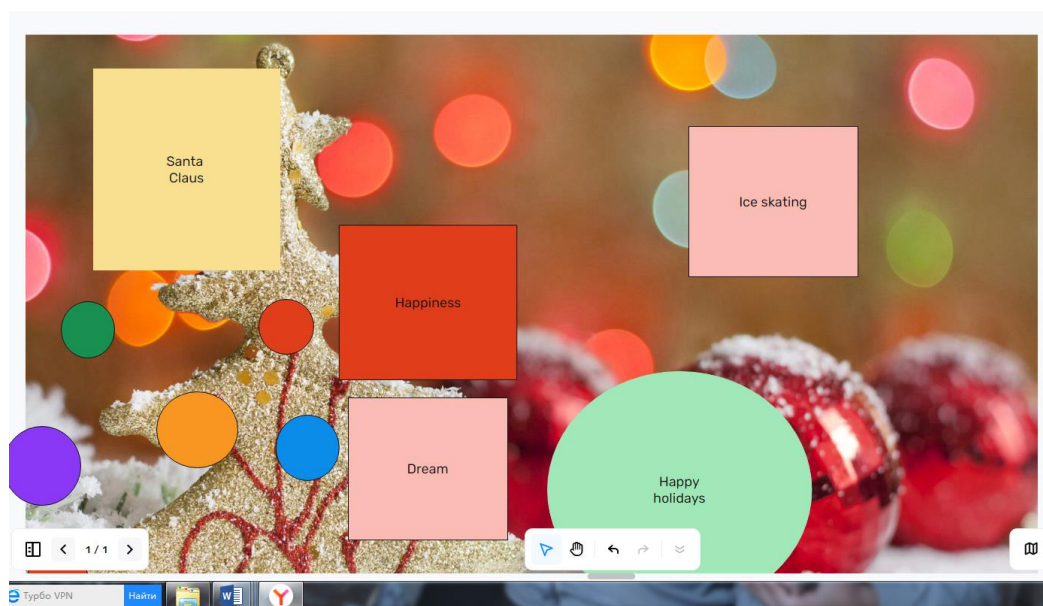 Santa
Claus
Ice skating
Happiness
Dream
Happy
holidays
1 / 1
Турбо VPN
Найти
W
Y